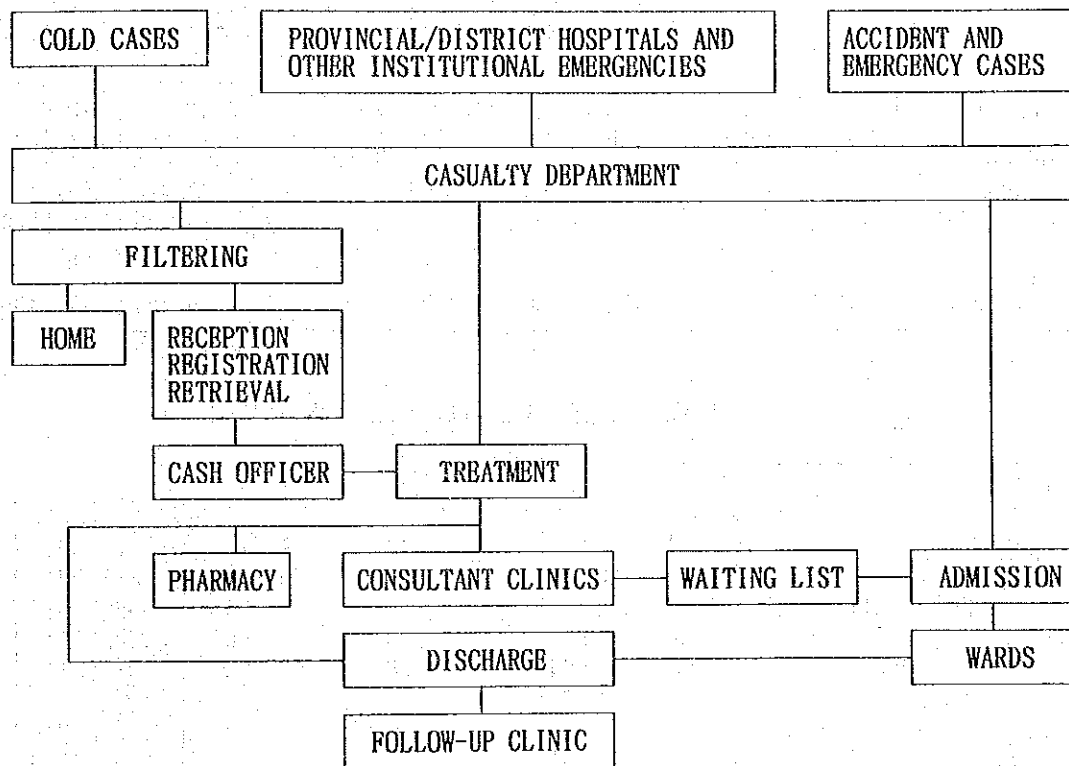 COLD CASES
PROVINCIAL/DISTRICT HOSPITALS AND
OTHER INSTITUTIONAL EMERGENCIES
ACCIDENT AND
EMERGENCY CASES
CASUALTY DEPARTMENT
FILTERING
HOME
RECEPTION
REGISTRATION
RETRIEVAL
CASH OFFICER
TREATMENT
PHARMACY
CONSULTANT CLINICS
WAITING LIST
ADMISSION
DISCHARGE
WARDS
FOLLOW-UP CLINIC